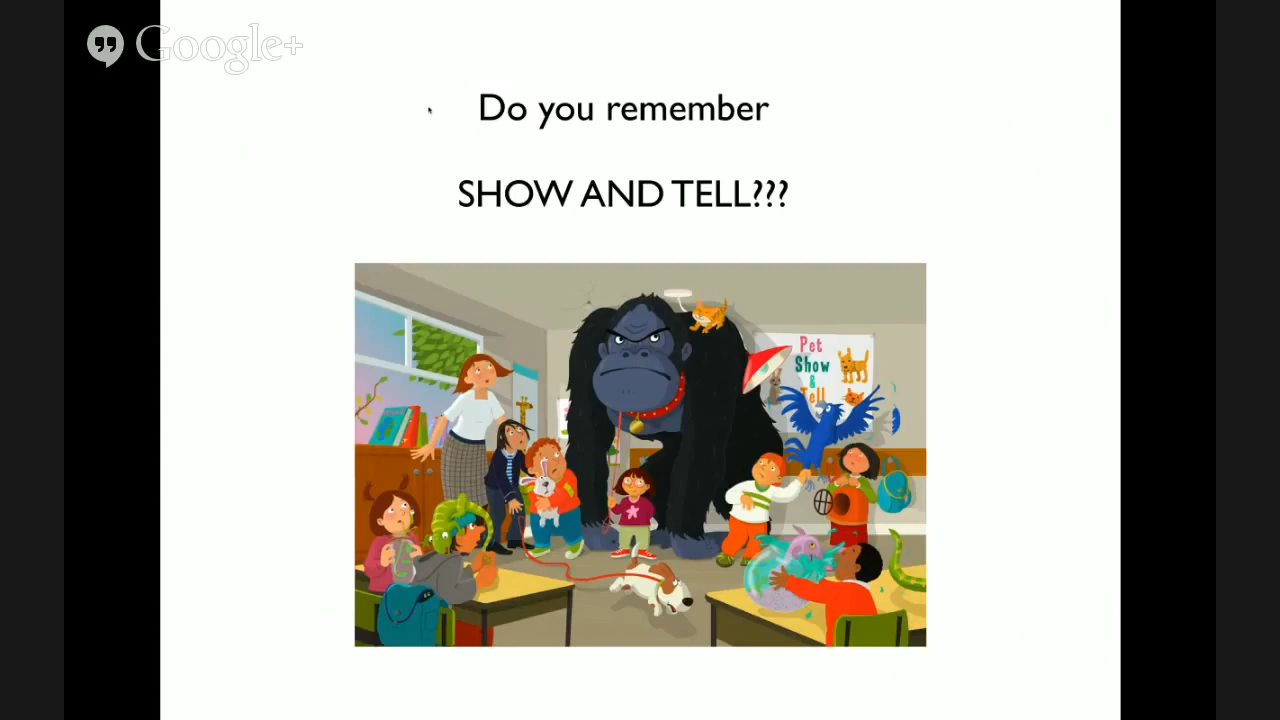 Google+
Do you remember
SHOW AND TELL???
Pet
Show
&
Tell